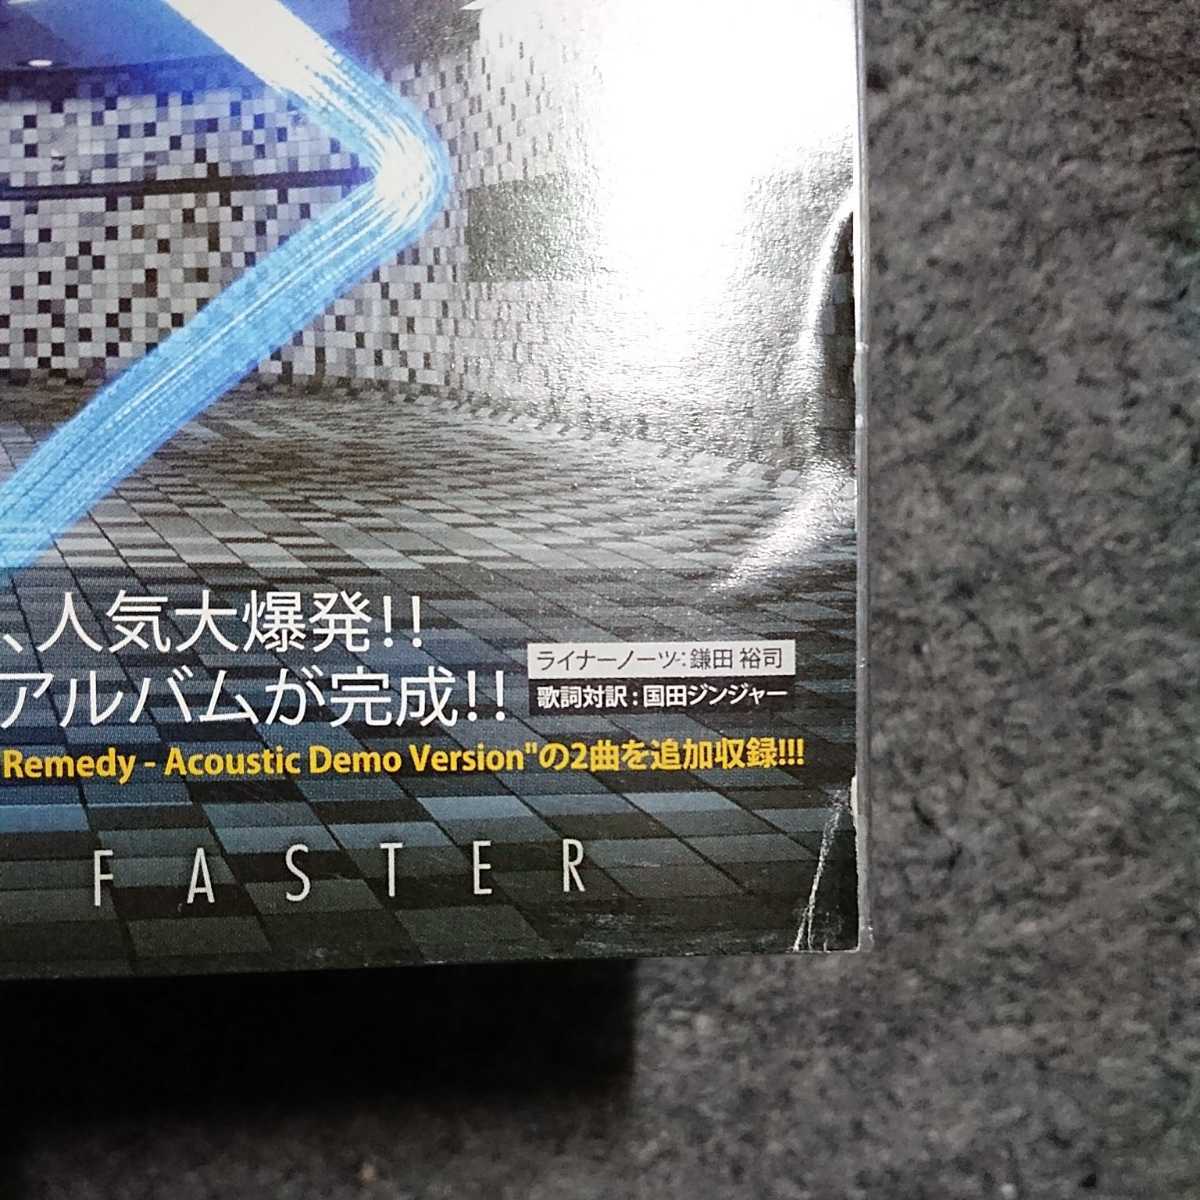 、人気大爆発!!
アルバムが完成!!
ライナーノーツ:鎌田 裕司
歌詞対訳:国田ジンジャー
Remedy - Acoustic Demo Version"の2曲を追加収録!!!
FASTER